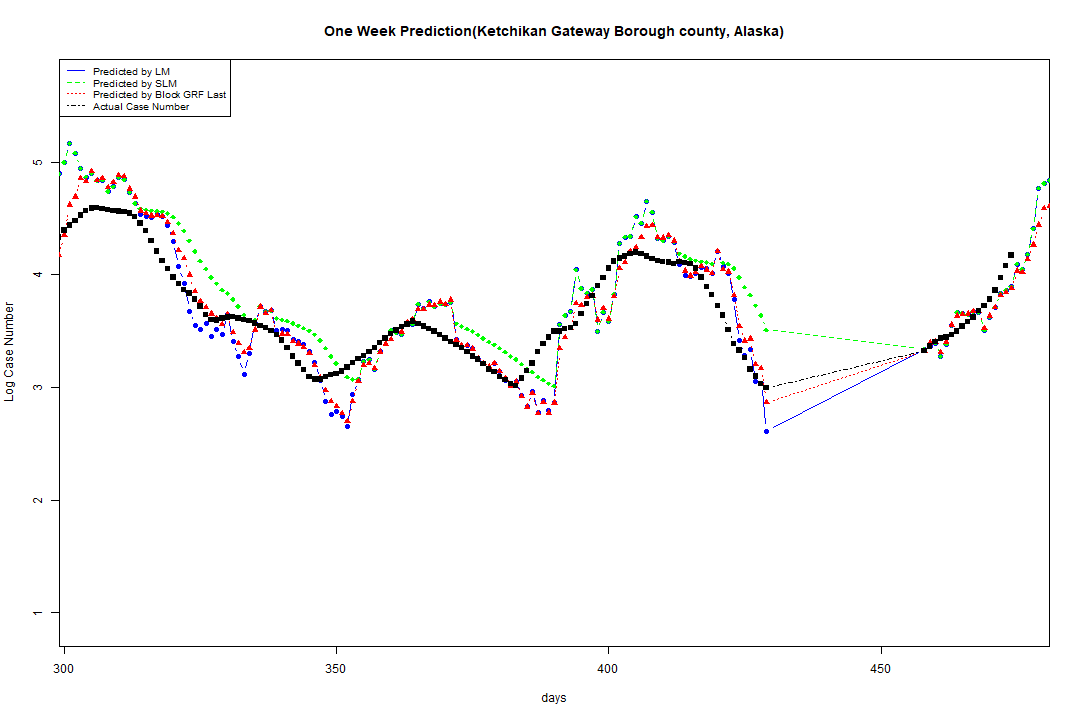 One Week Prediction(Ketchikan Gateway Borough county, Alaska)
Predicted by LM
Predicted by SLM
Predicted by Block GRF Last
Actual Case Number
5
4
3
2
1
Log Case Number
300 350 400 450
days